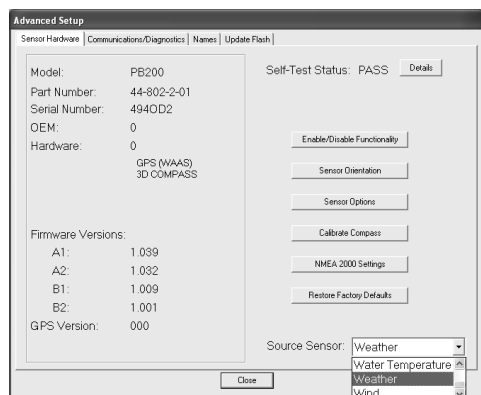 Advanced Setup
Sensor Hardware Communications/Diagnostics Names Update Flash
Model: PB200
Part Number: 44-802-2-01
Serial Number: 494OD2
OEM: 0
Hardware: 0
GPS (WAAS)
3D COMPASS
Firmware Versions:
A1: 1.039
A2: 1.032
B1: 1.009
B2: 1.001
GPS Version: 000
Self-Test Status: PASS Details
Enable/Disable Functionality
Sensor Orientation
Sensor Options
Calibrate Compass
NMEA 2000 Settings
Restore Factory Defaults
Source Sensor: Weather
Water Temperature
Weather
Wind
Close